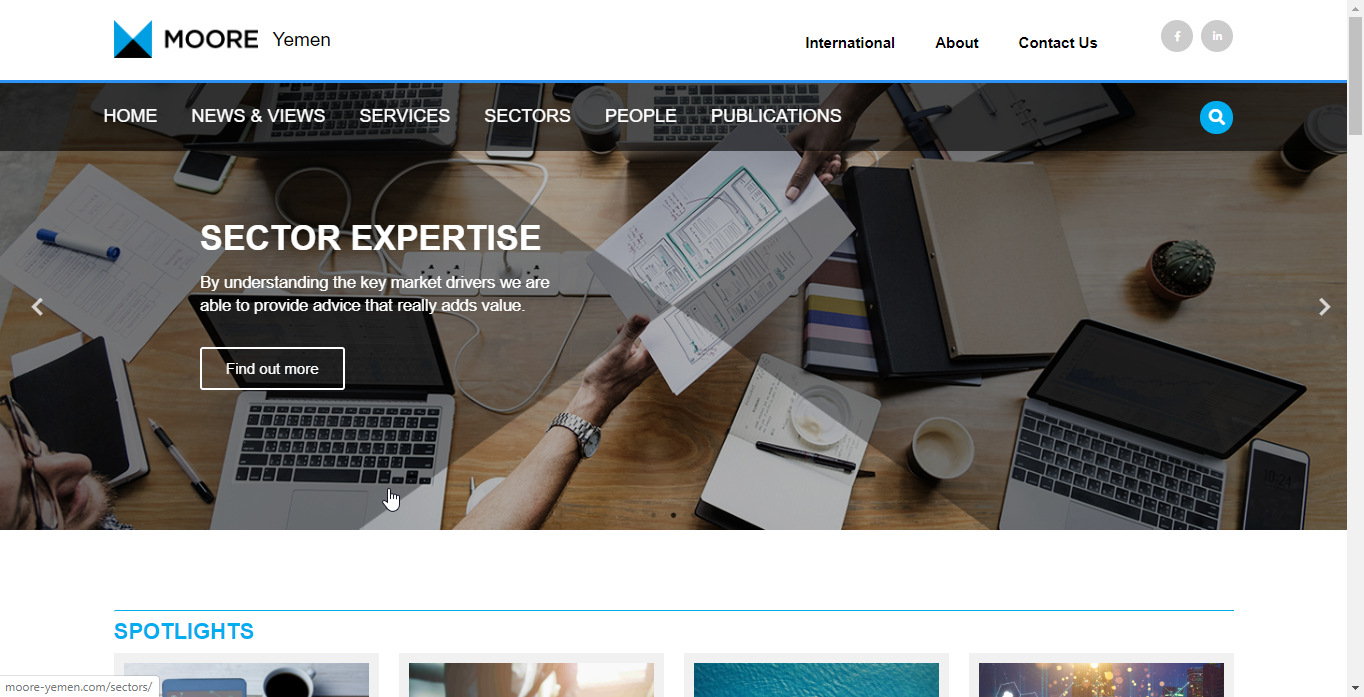 MOORE Yemen
International About Contact Us
f in
HOME NEWS & VIEWS SERVICES SECTORS PEOPLE PUBLICATIONS
SECTOR EXPERTISE
By understanding the key market drivers we are
able to provide advice that really adds value.
Find out more
10:24
SPOTLIGHTS
moore-yemen.com/sectors/